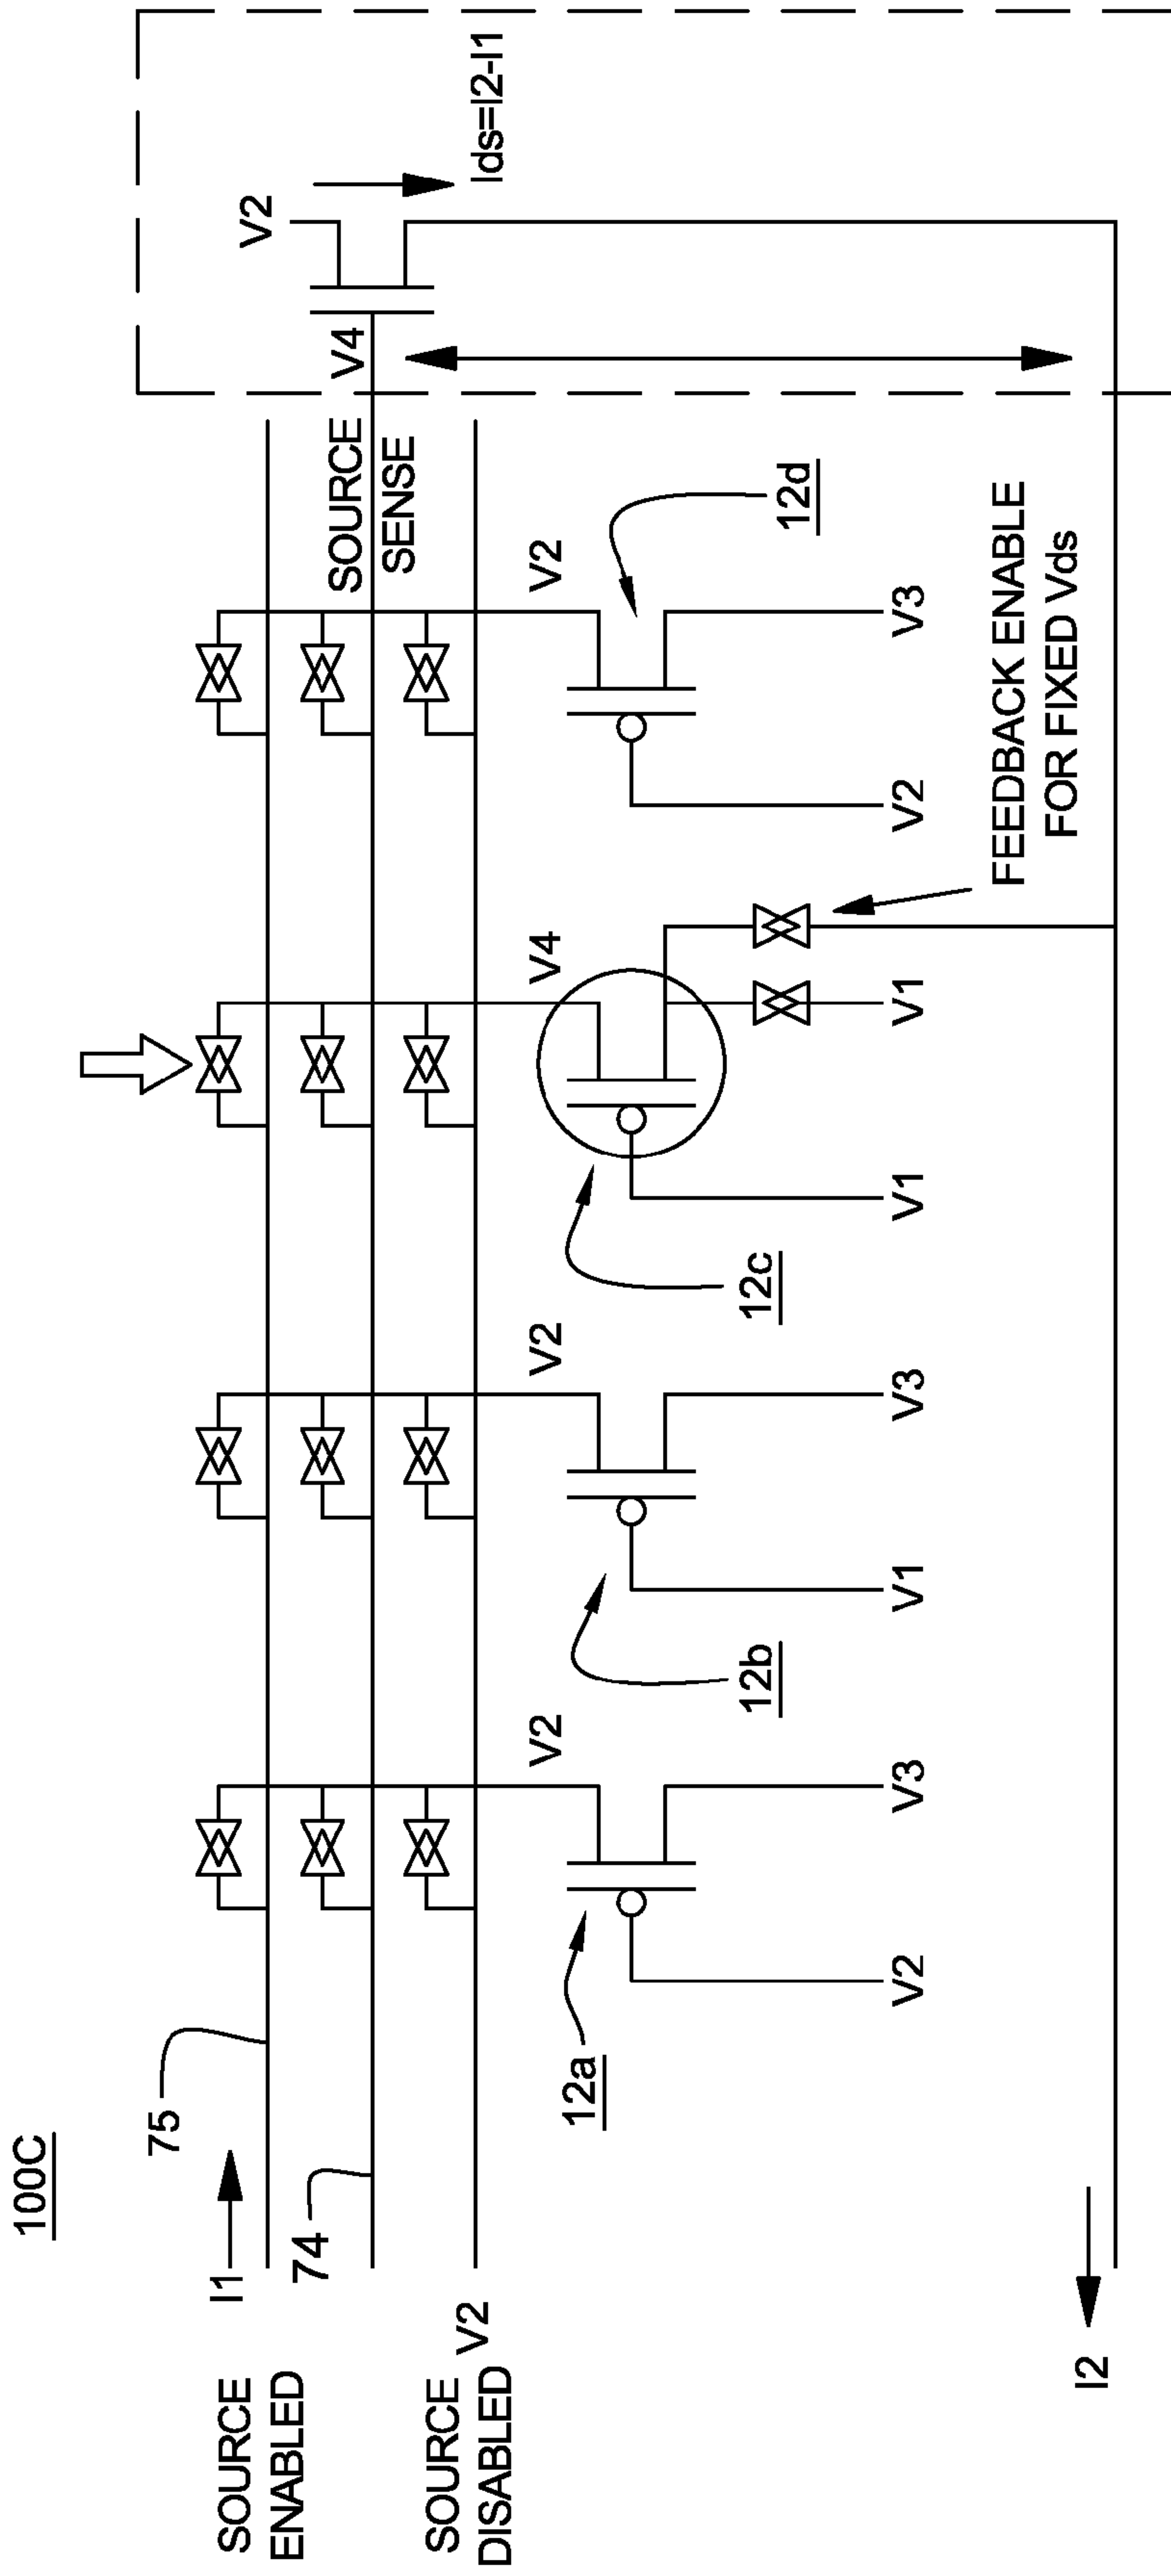 100C
SOURCE
ENABLED
I1
75
74
SOURCE
DISABLED
V2
SOURCE
SENSE
V4
V2
Ids=I2-I1
V2
V2
V4
V2
12a
12b
12c
12d
V2
V3
V1
V3
V1
V1
V2
V3
FEEDBACK ENABLE
FOR FIXED Vds
I2